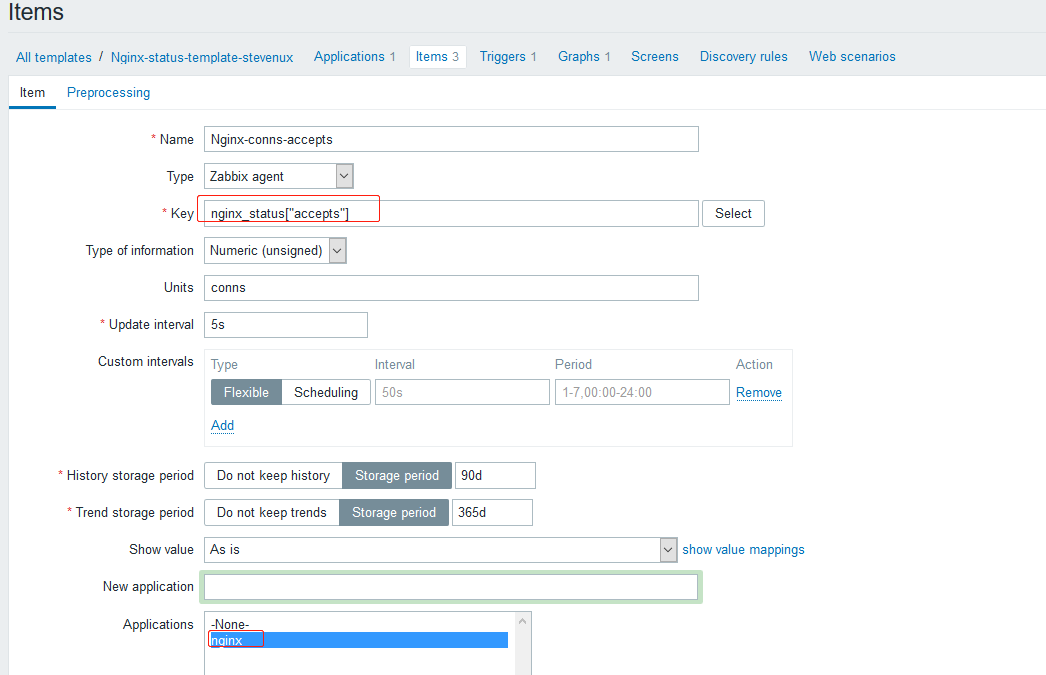 Items
All templates / Nginx-status-template-stevenux Applications 1 Items 3 Triggers 1 Graphs 1 Screens Discovery rules Web scenarios
Item Preprocessing
* Name Nginx-conns-accepts
Type Zabbix agent
* Key nginx_status["accepts"] Select
Type of information Numeric (unsigned)
Units conns
* Update interval 5s
Custom intervals Type Interval Period Action
Flexible Scheduling 50s 1-7,00:00-24:00 Remove
Add
* History storage period Do not keep history Storage period 90d
* Trend storage period Do not keep trends Storage period 365d
Show value As is show value mappings
New application
Applications -None-
nginx